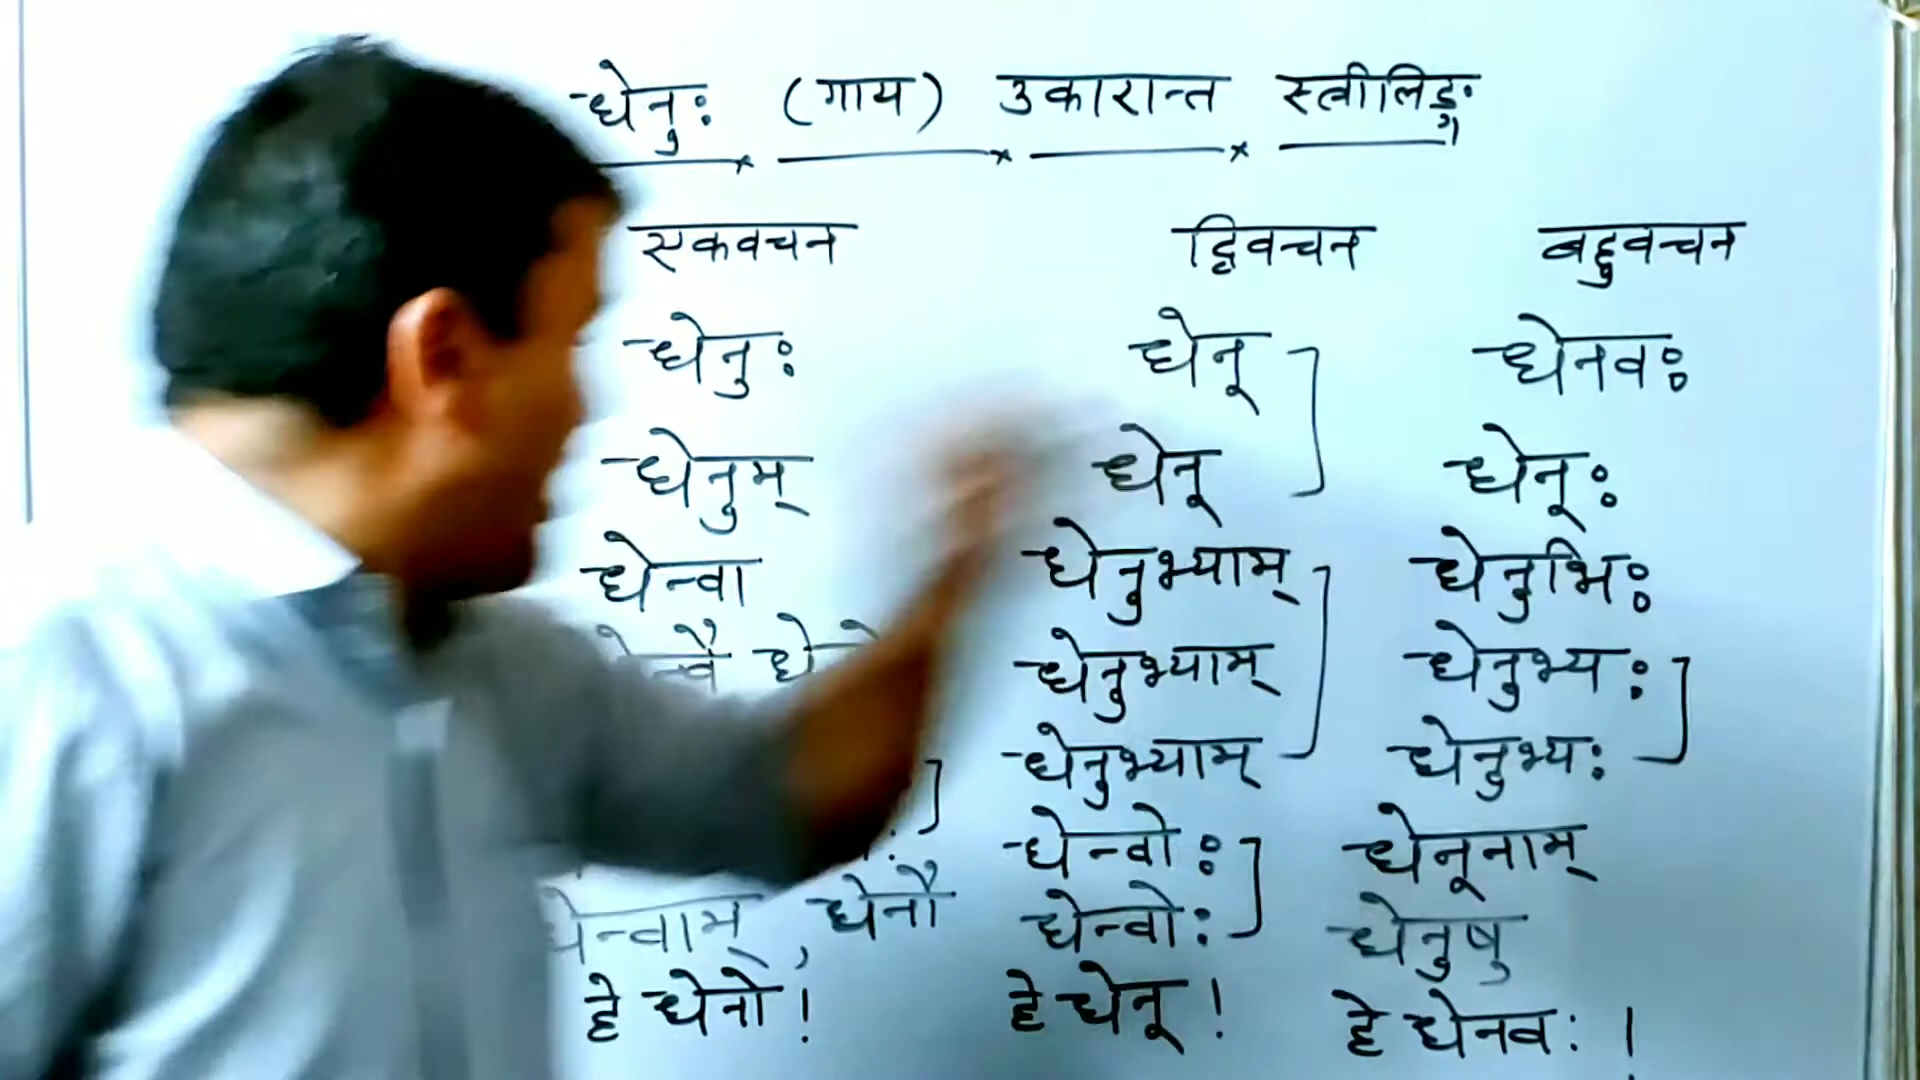 धेनुः (गाय) उकारान्त स्त्रीलिङ्ग
एकवचन द्विवचन बहुवचन
धेनुः धेनू धेनवः
धेनुम् धेनू धेनूः
धेन्वा धेनुभ्याम् धेनुभिः
धेनुभ्याम् धेनुभ्यः
धेनुभ्याम् धेनुभ्यः
धेन्वोः धेनूनाम्
धेन्वाम्, धेनौ धेन्वोः धेनुषु
हे धेनो! हे धेनू! हे धेनवः!